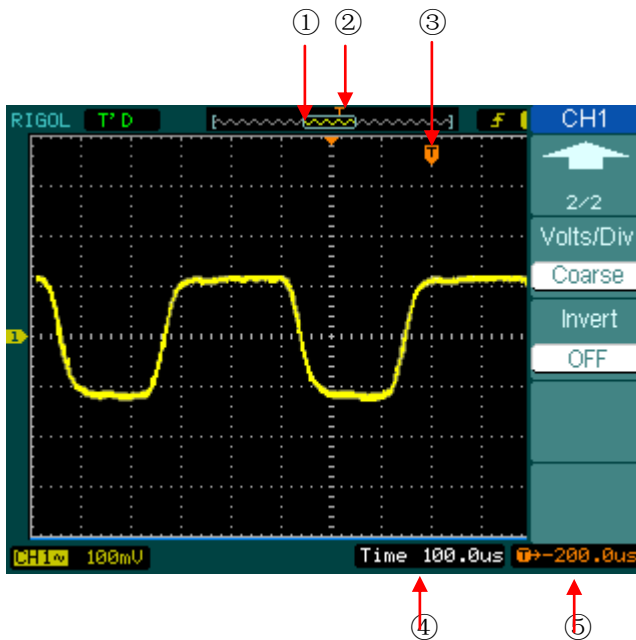 ① ② ③
T
RIGOL T'D
CH1
T
2/2
Volts/Div
Coarse
1
Invert
OFF
CH1~ 100mV Time 100.0us T→-200.0us
④ ⑤